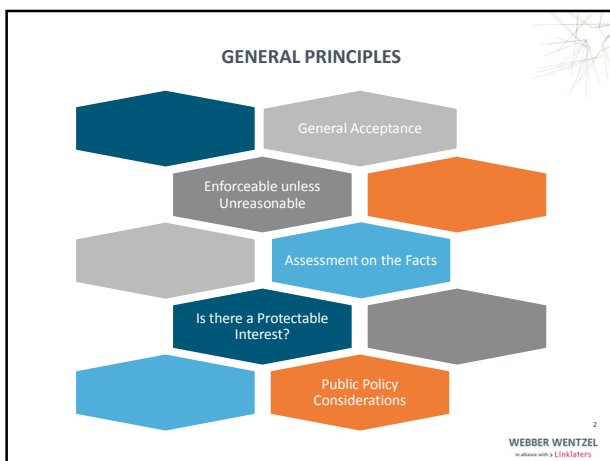 GENERAL PRINCIPLES
General Acceptance
Enforceable unless
Unreasonable
Assessment on the Facts
Is there a Protectable
Interest?
Public Policy
Considerations
2
WEBBER WENTZEL
in alliance with > Linklaters